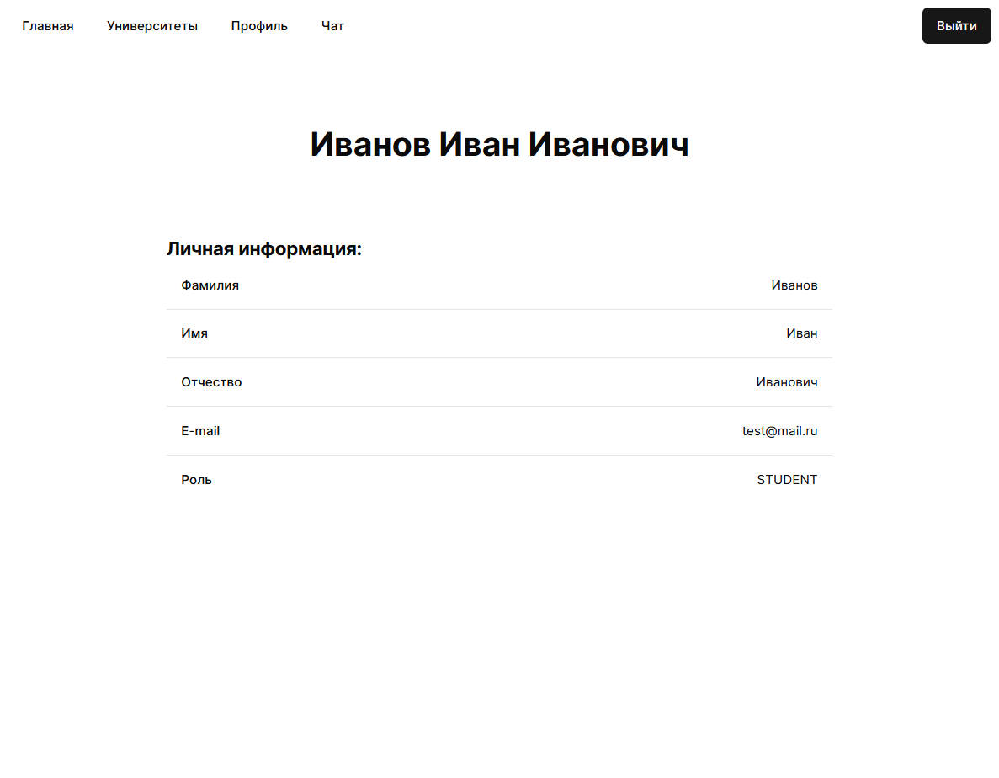 Главная Университеты Профиль Чат Выйти
Иванов Иван Иванович
Личная информация:
Фамилия Иванов
Имя Иван
Отчество Иванович
E-mail test@mail.ru
Роль STUDENT